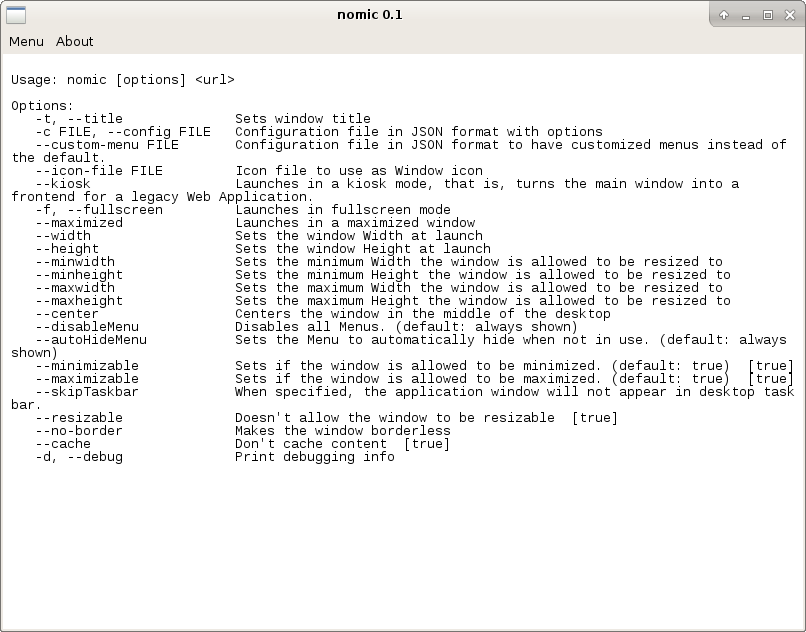 nomic 0.1
Menu About
Usage: nomic [options] <url>
Options:
-t, --title Sets window title
-c FILE, --config FILE Configuration file in JSON format with options
--custom-menu FILE Configuration file in JSON format to have customized menus instead of
the default.
--icon-file FILE Icon file to use as Window icon
--kiosk Launches in a kiosk mode, that is, turns the main window into a
frontend for a legacy Web Application.
-f, --fullscreen Launches in fullscreen mode
--maximized Launches in a maximized window
--width Sets the window Width at launch
--height Sets the window Height at launch
--minwidth Sets the minimum Width the window is allowed to be resized to
--minheight Sets the minimum Height the window is allowed to be resized to
--maxwidth Sets the maximum Width the window is allowed to be resized to
--maxheight Sets the maximum Height the window is allowed to be resized to
--center Centers the window in the middle of the desktop
--disableMenu Disables all Menus. (default: always shown)
--autoHideMenu Sets the Menu to automatically hide when not in use. (default: always
shown)
--minimizable Sets if the window is allowed to be minimized. (default: true) [true]
--maximizable Sets if the window is allowed to be maximized. (default: true) [true]
--skipTaskbar When specified, the application window will not appear in desktop task
bar.
--resizable Doesn't allow the window to be resizable [true]
--no-border Makes the window borderless
--cache Don't cache content [true]
-d, --debug Print debugging info